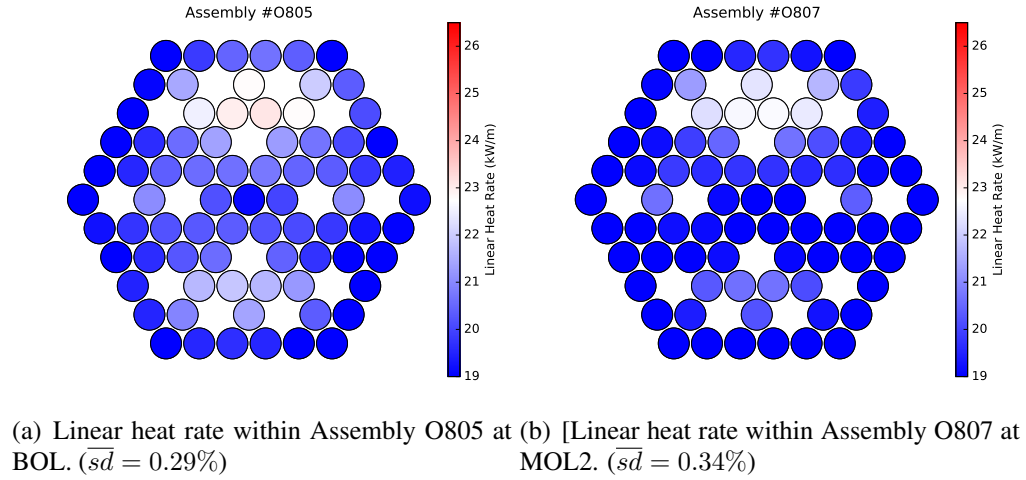 Assembly #O805
26
25
24
23
22
21
20
19
Linear Heat Rate (kW/m)
Assembly #O807
26
25
24
23
22
21
20
19
Linear Heat Rate (kW/m)
(a) Linear heat rate within Assembly O805 at
BOL. (sd = 0.29%)
(b) [Linear heat rate within Assembly O807 at
MOL2. (sd = 0.34%)